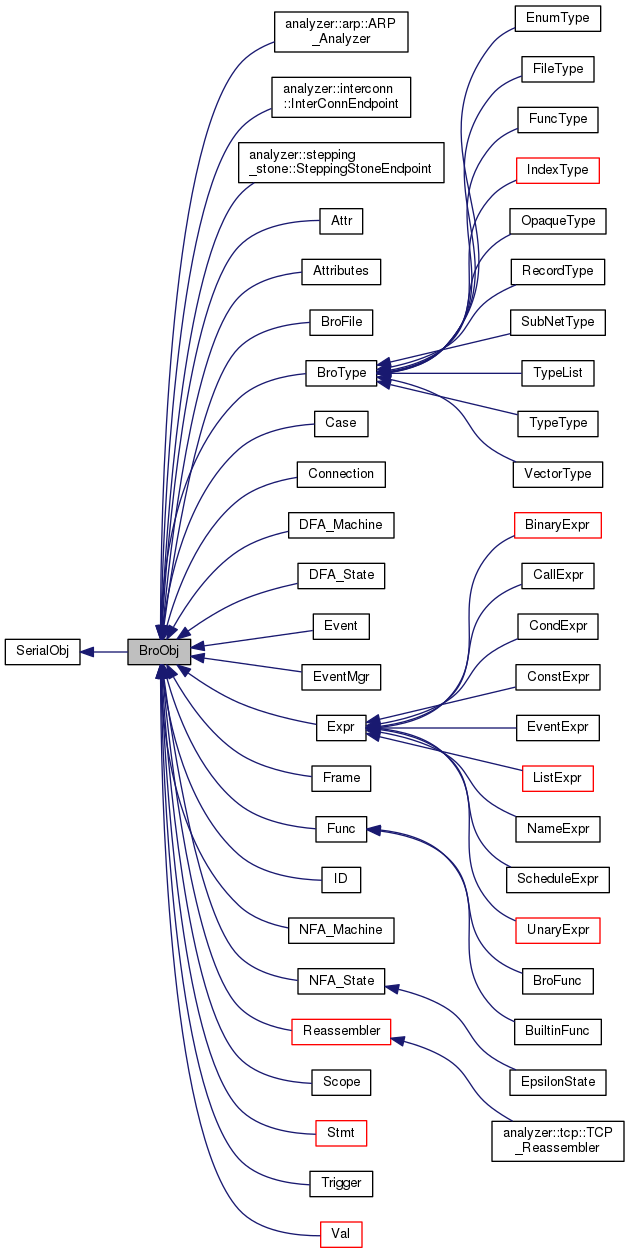 SerialObj
BroObj
analyzer::arp::ARP
_Analyzer
analyzer::interconn
::InterConnEndpoint
analyzer::stepping
_stone::SteppingStoneEndpoint
Attr
Attributes
BroFile
BroType
Case
Connection
DFA_Machine
DFA_State
Event
EventMgr
Expr
Frame
Func
ID
NFA_Machine
NFA_State
Reassembler
Scope
Stmt
Trigger
Val
EnumType
FileType
FuncType
IndexType
OpaqueType
RecordType
SubNetType
TypeList
TypeType
VectorType
BinaryExpr
CallExpr
CondExpr
ConstExpr
EventExpr
ListExpr
NameExpr
ScheduleExpr
UnaryExpr
BroFunc
BuiltinFunc
EpsilonState
analyzer::tcp::TCP
_Reassembler